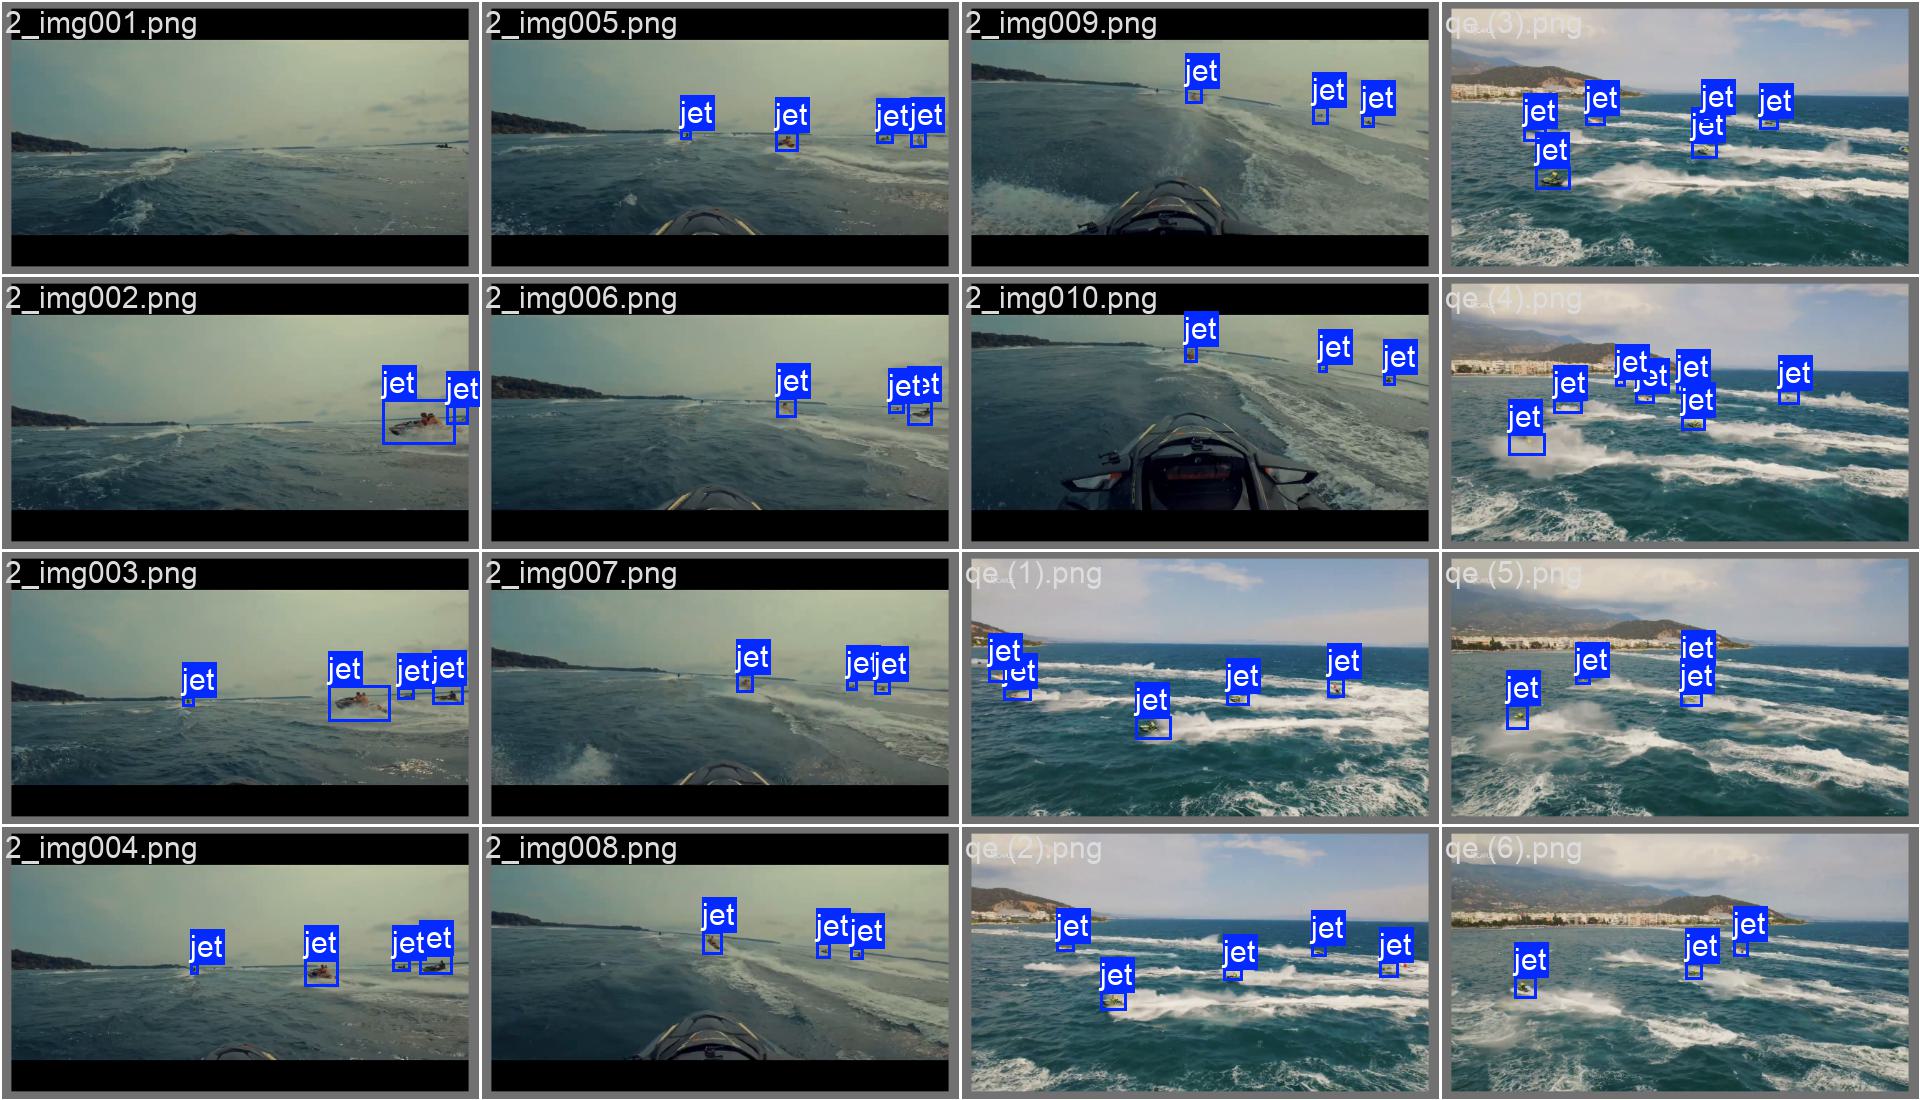 2_img001.png
2_img005.png
jet
jet
jet
jet
2_img009.png
jet
jet
jet
qe (3).png
jet
jet
jet
jet
jet
jet
2_img002.png
jet
jet
2_img006.png
jet
jet
et
2_img010.png
jet
jet
jet
qe (4).png
jet
jet
jet
jet
jet
jet
jet
2_img003.png
jet
jet
jet
jet
2_img007.png
jet
jet
jet
qe (1).png
jet
jet
jet
jet
jet
qe (5).png
jet
jet
jet
jet
2_img004.png
jet
jet
jet
et
2_img008.png
jet
jet
jet
qe (2).png
jet
jet
jet
jet
jet
qe (6).png
jet
jet
jet